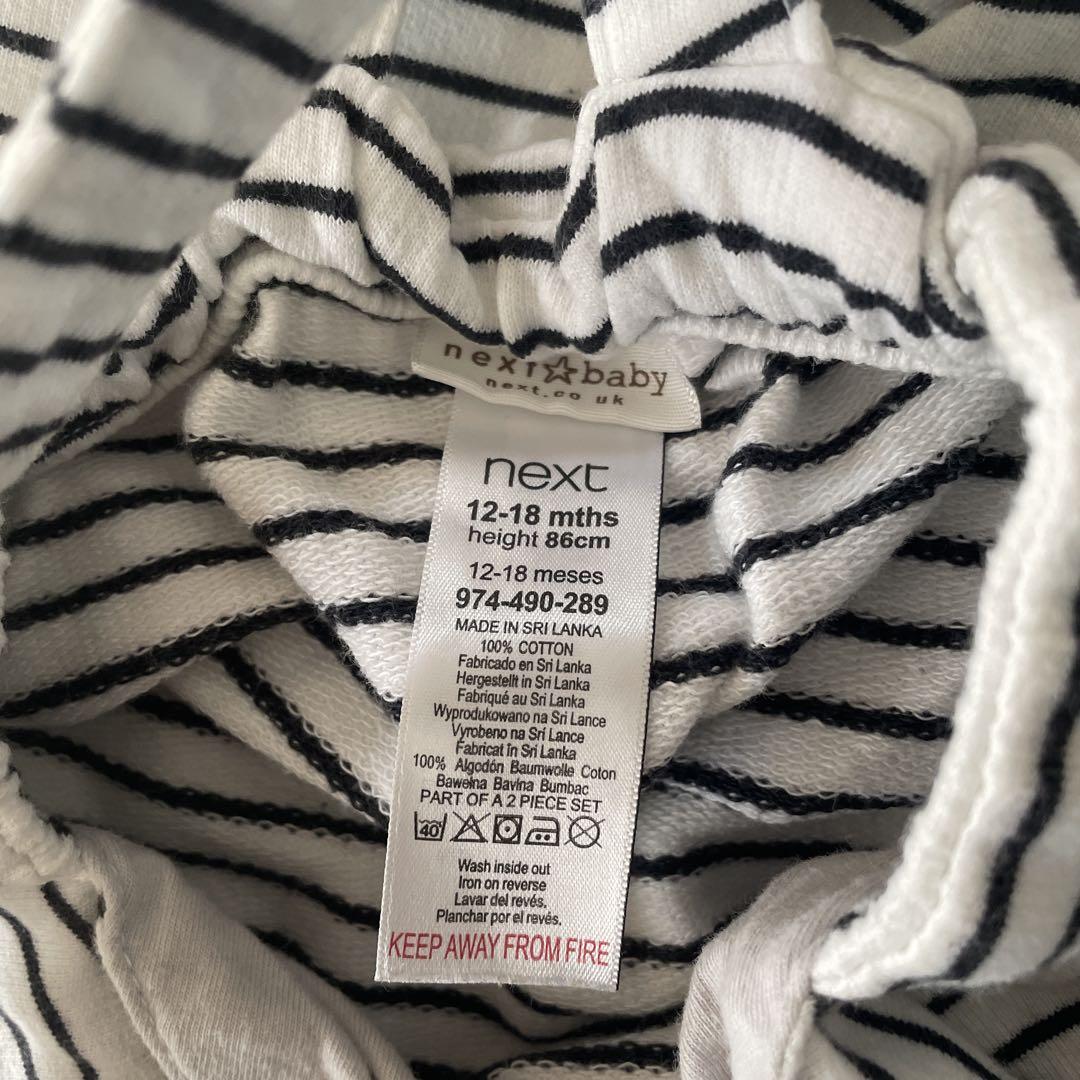 next☆baby
next.co uk
next
12-18 mths
height 86cm
12-18 meses
974-490-289
MADE IN SRI LANKA
100% COTTON
Fabricado en Sri Lanka
Hergestellt in Sri Lanka
Fabriqué au Sri Lanka
Wyprodukowano na Sri Lance
Vyrobeno na Srí Lance
Fabricat în Sri Lanka
100% Algodón Baumwolle Coton
Bawełna Bavlna Bumbac
PART OF A 2 PIECE SET
40
Wash inside out
Iron on reverse
Lavar del revés.
Planchar por el revés.
KEEP AWAY FROM FIRE